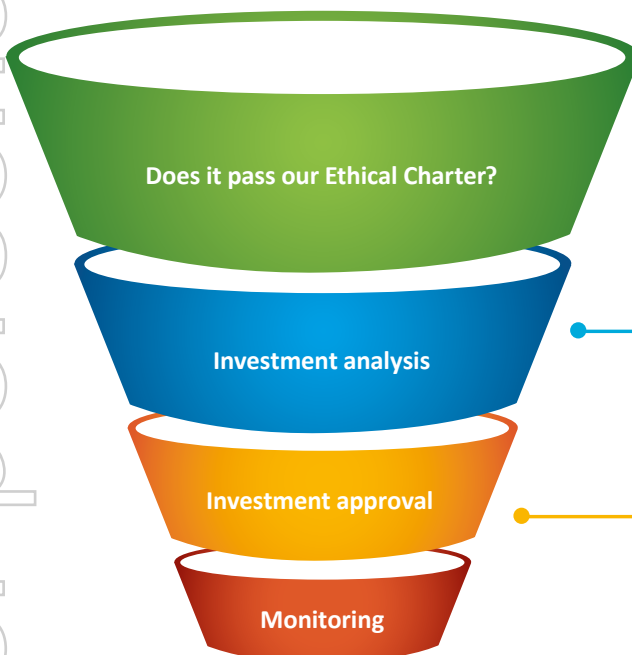 Does it pass our Ethical Charter?
Investment analysis
Investment approval
Monitoring